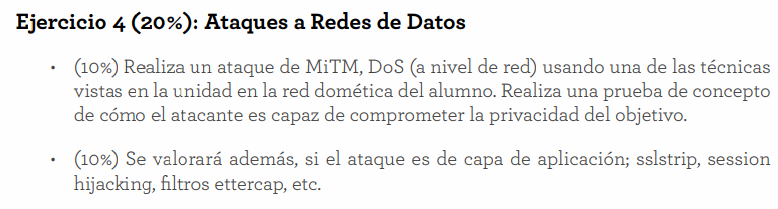 Ejercicio 4 (20%): Ataques a Redes de Datos
• (10%) Realiza un ataque de MiTM, DoS (a nivel de red) usando una de las técnicas
vistas en la unidad en la red domética del alumno. Realiza una prueba de concepto
de cómo el atacante es capaz de comprometer la privacidad del objetivo.
• (10%) Se valorará además, si el ataque es de capa de aplicación; sslstrip, session
hijacking, filtros ettercap, etc.